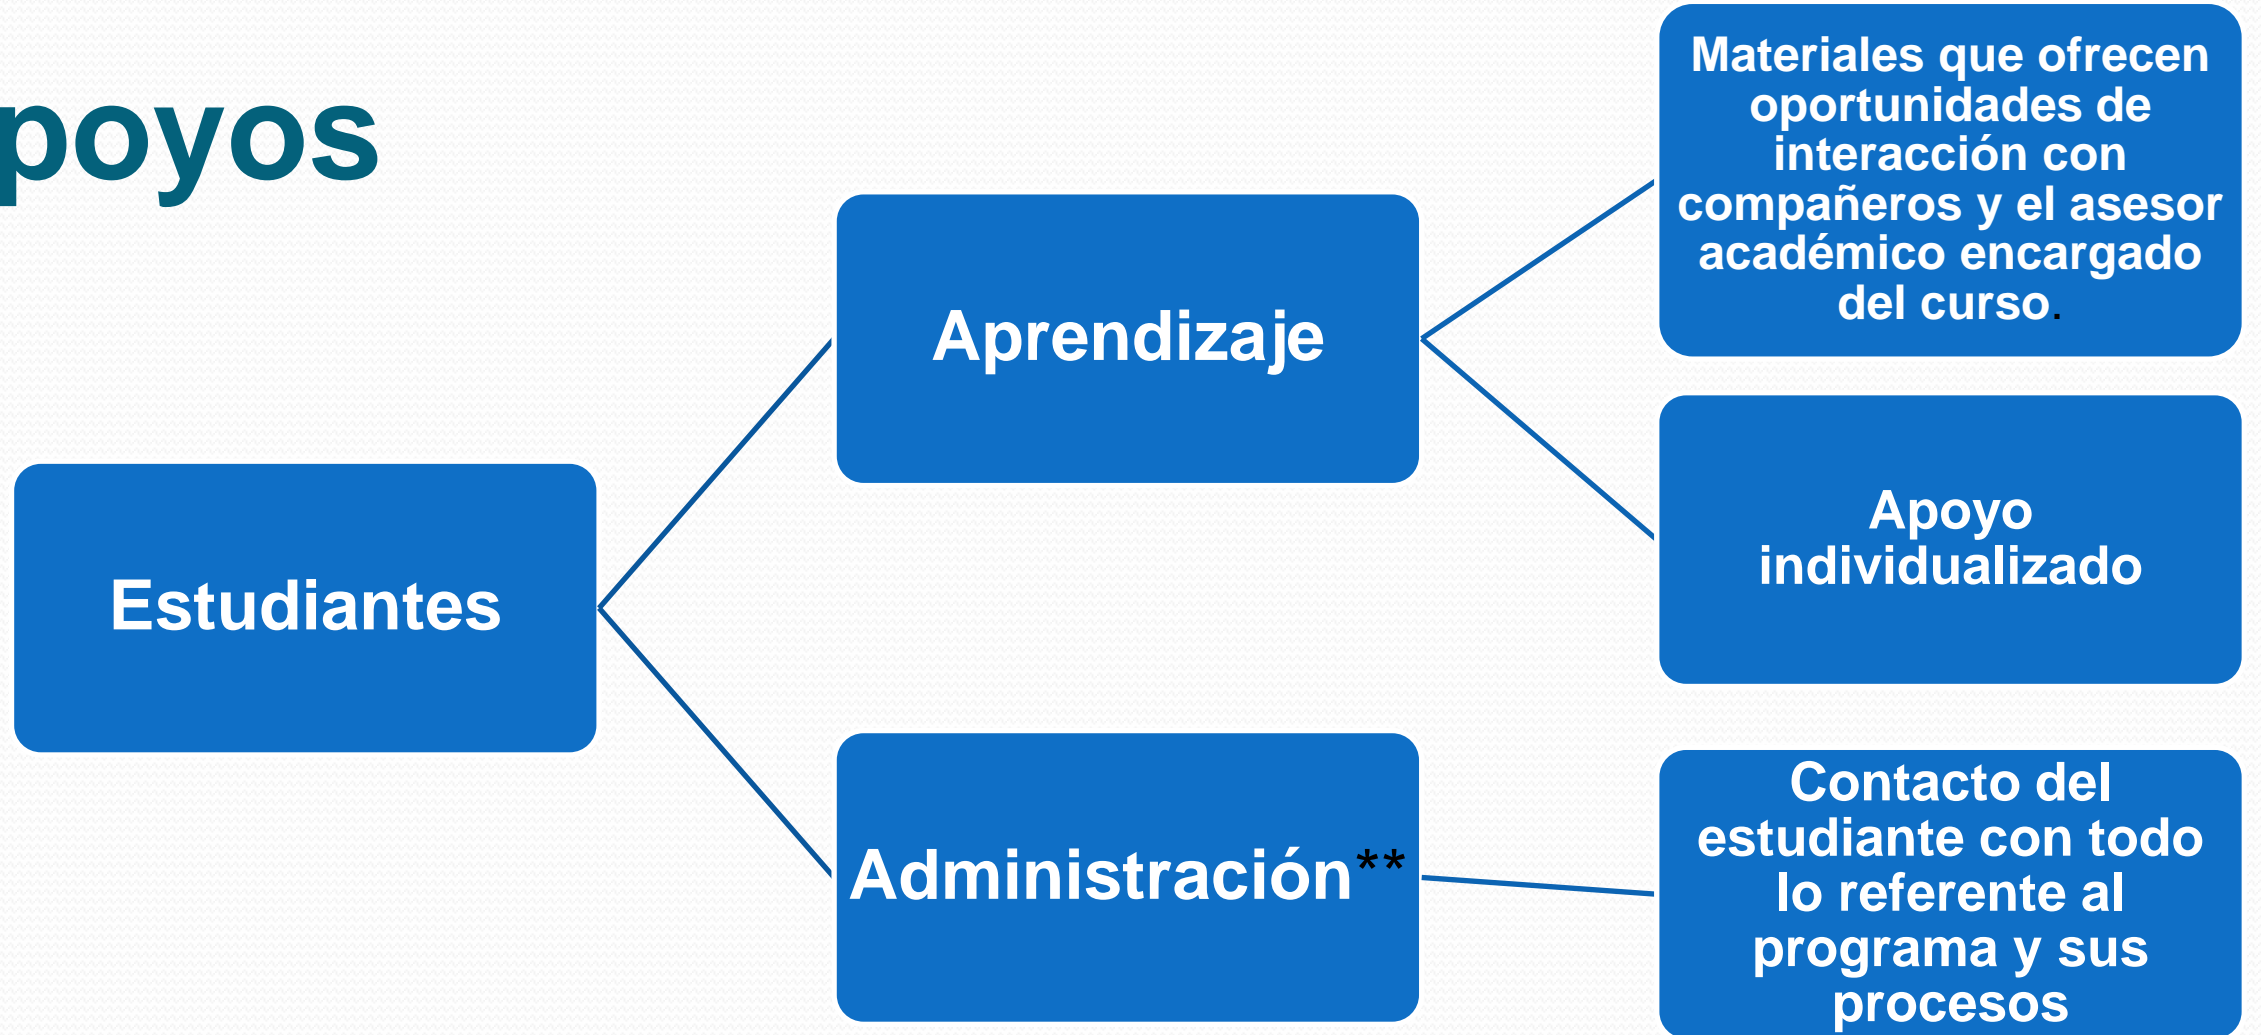 poyos
Materiales que ofrecen
oportunidades de
interacción con
compañeros y el asesor
académico encargado
del curso.
Aprendizaje
Apoyo
individualizado
Estudiantes
Administración**
Contacto del
estudiante con todo
lo referente al
programa y sus
procesos